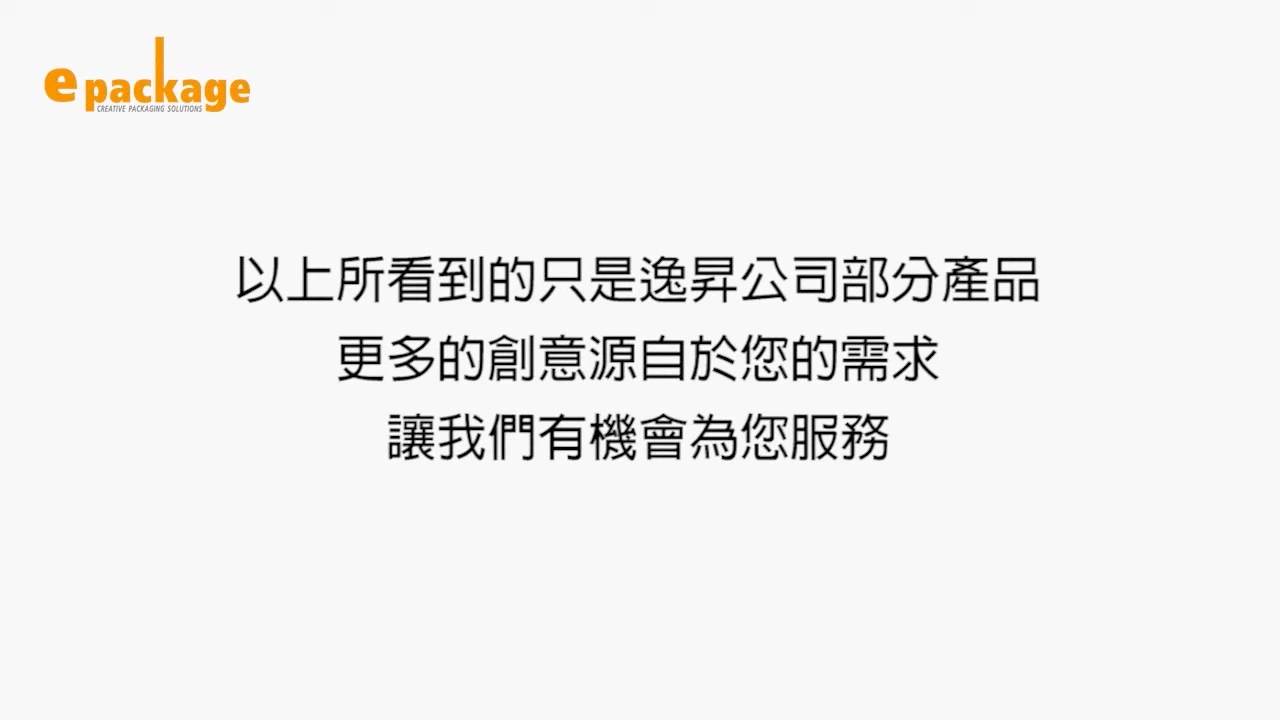 e package
CREATIVE PACKAGING SOLUTIONS
以上所看到的只是逸昇公司部分產品
更多的創意源自於您的需求
讓我們有機會為您服務